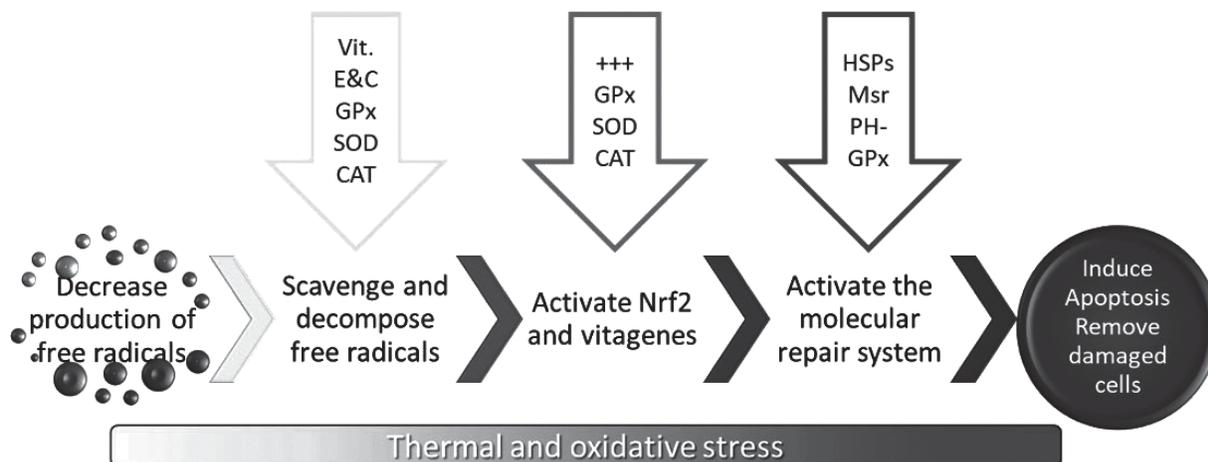 Vit.
E&C
GPx
SOD
CAT
+++
GPx
SOD
CAT
HSPs
Msr
PH-
GPx
Decrease
production of
free radicals
Scavenge and
decompose
free radicals
Activate Nrf2
and vitagenes
Activate the
molecular
repair system
Induce
Apoptosis
Remove
damaged
cells
Thermal and oxidative stress